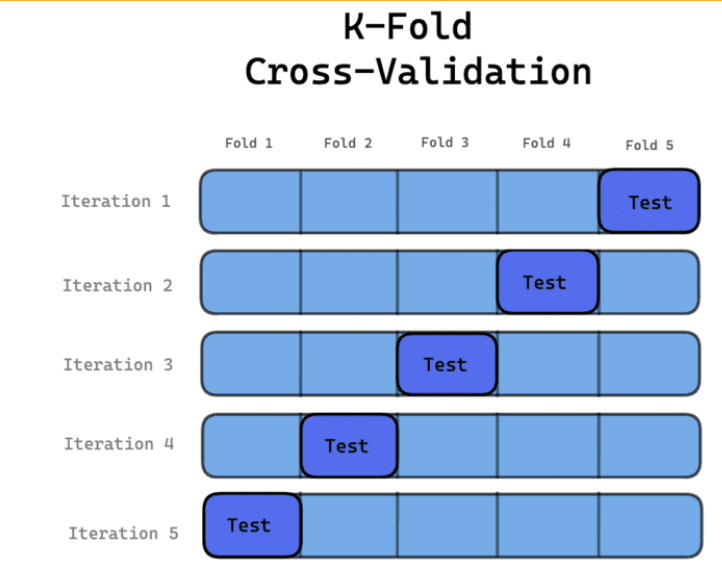 K-Fold
Cross-Validation
Fold 1 Fold 2 Fold 3 Fold 4 Fold 5
Iteration 1 Test
Iteration 2 Test
Iteration 3 Test
Iteration 4 Test
Iteration 5 Test